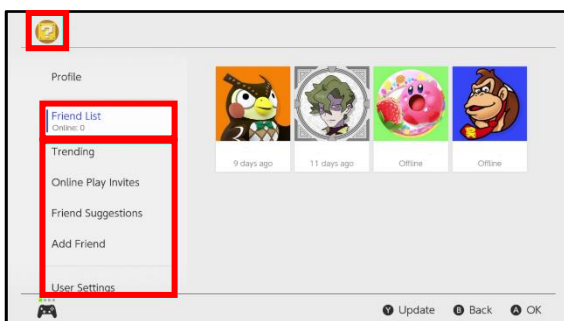 Profile
Friend List
Online: 0
Trending
Online Play Invites
Friend Suggestions
Add Friend
User Settings
9 days ago
11 days ago
Offline
Offline
Y Update B Back A OK